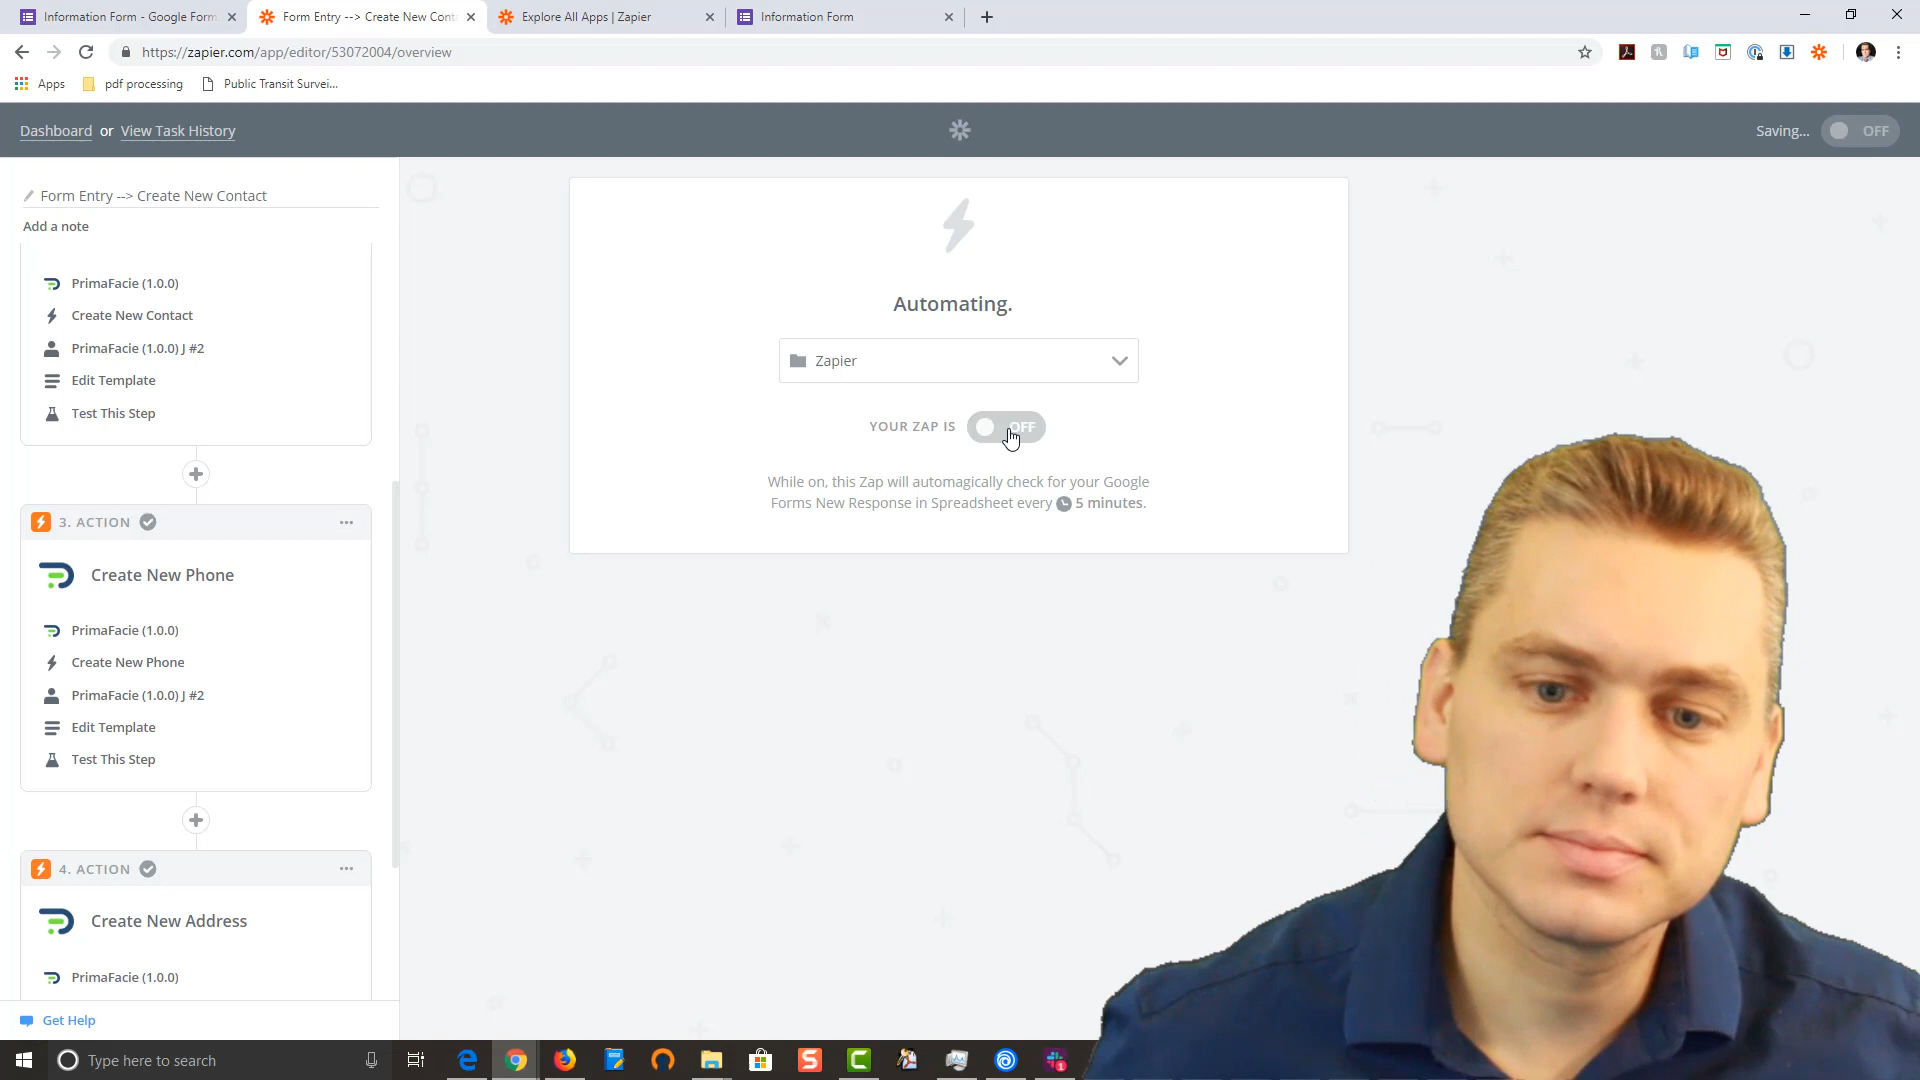 Information Form - Google Form
Form Entry --> Create New Cont
Explore All Apps | Zapier
Information Form
https://zapier.com/app/editor/53072004/overview
Apps
pdf processing
Public Transit Survei...
Dashboard or View Task History
Saving...
OFF
Form Entry --> Create New Contact
Add a note
PrimaFacie (1.0.0)
Create New Contact
PrimaFacie (1.0.0) J #2
Edit Template
Test This Step
3. ACTION
Create New Phone
PrimaFacie (1.0.0)
Create New Phone
PrimaFacie (1.0.0) J #2
Edit Template
Test This Step
4. ACTION
Create New Address
PrimaFacie (1.0.0)
Get Help
Automating.
Zapier
YOUR ZAP IS
OFF
While on, this Zap will automagically check for your Google
Forms New Response in Spreadsheet every 5 minutes.
Type here to search